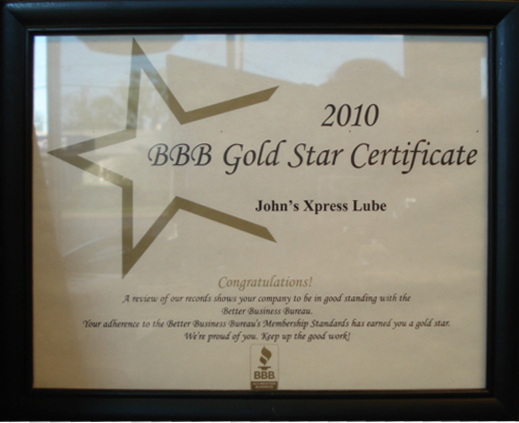 2010
BBB Gold Star Certificate
John's Xpress Lube
Congratulations!
A review of our records shows your company to be in good standing with the
Better Business Bureau.
Your adherence to the Better Business Bureau's Membership Standards has earned you a gold star.
We're proud of you. Keep up the good work!
BBB